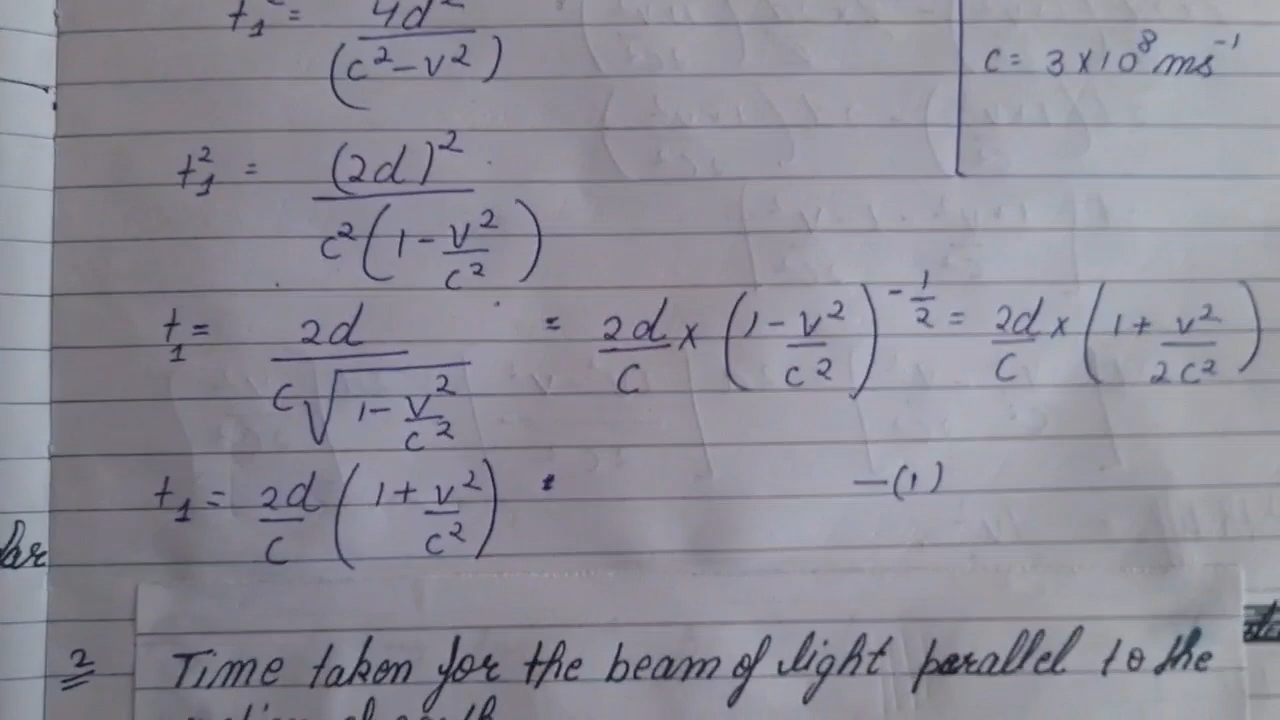 t₁² = 4d² / (c² − v²)
c = 3 × 10⁸ ms⁻¹
t₁² = (2d)² / c² (1 − v²/c²)
t₁ = 2d / c√(1 − v²/c²) = 2d/c × (1 − v²/c²)^(−1/2) = 2d/c × (1 + v²/2c²)
t₁ = 2d/c (1 + v²/c²) —(1)
2 Time taken for the beam of light parallel to the